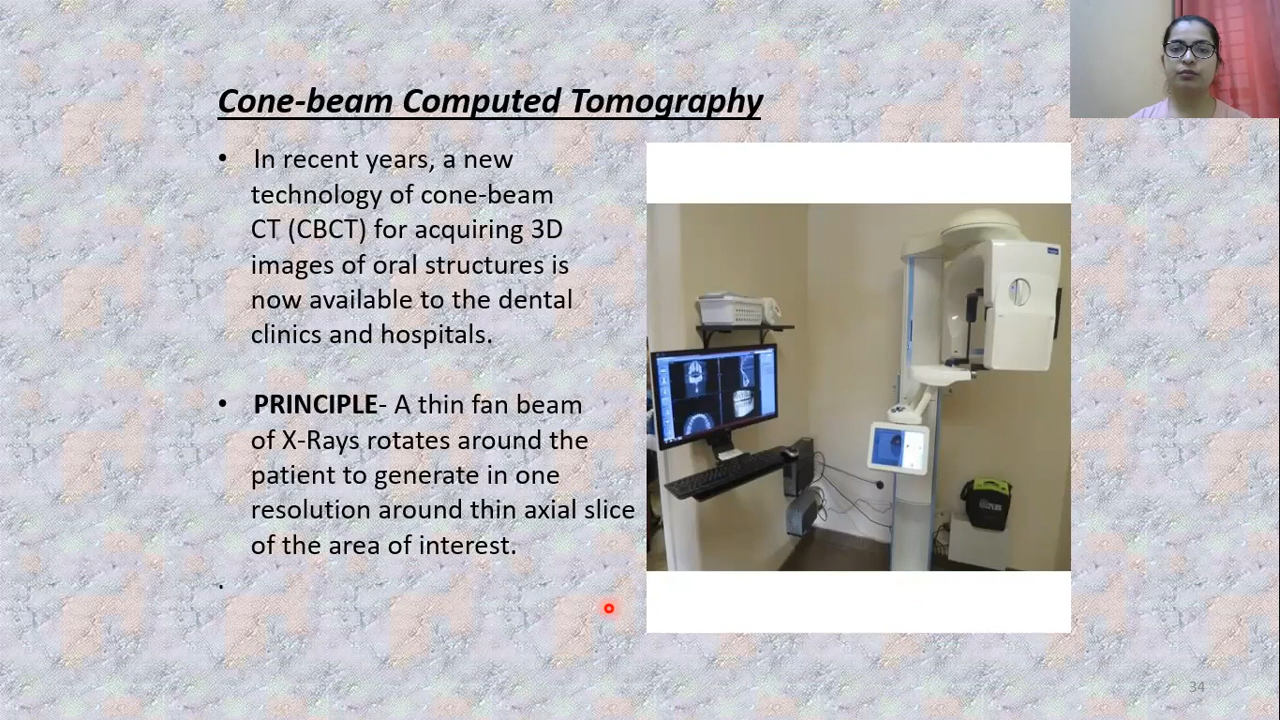 Cone-beam Computed Tomography
• In recent years, a new
technology of cone-beam
CT (CBCT) for acquiring 3D
images of oral structures is
now available to the dental
clinics and hospitals.
• PRINCIPLE- A thin fan beam
of X-Rays rotates around the
patient to generate in one
resolution around thin axial slice
of the area of interest.
.
34